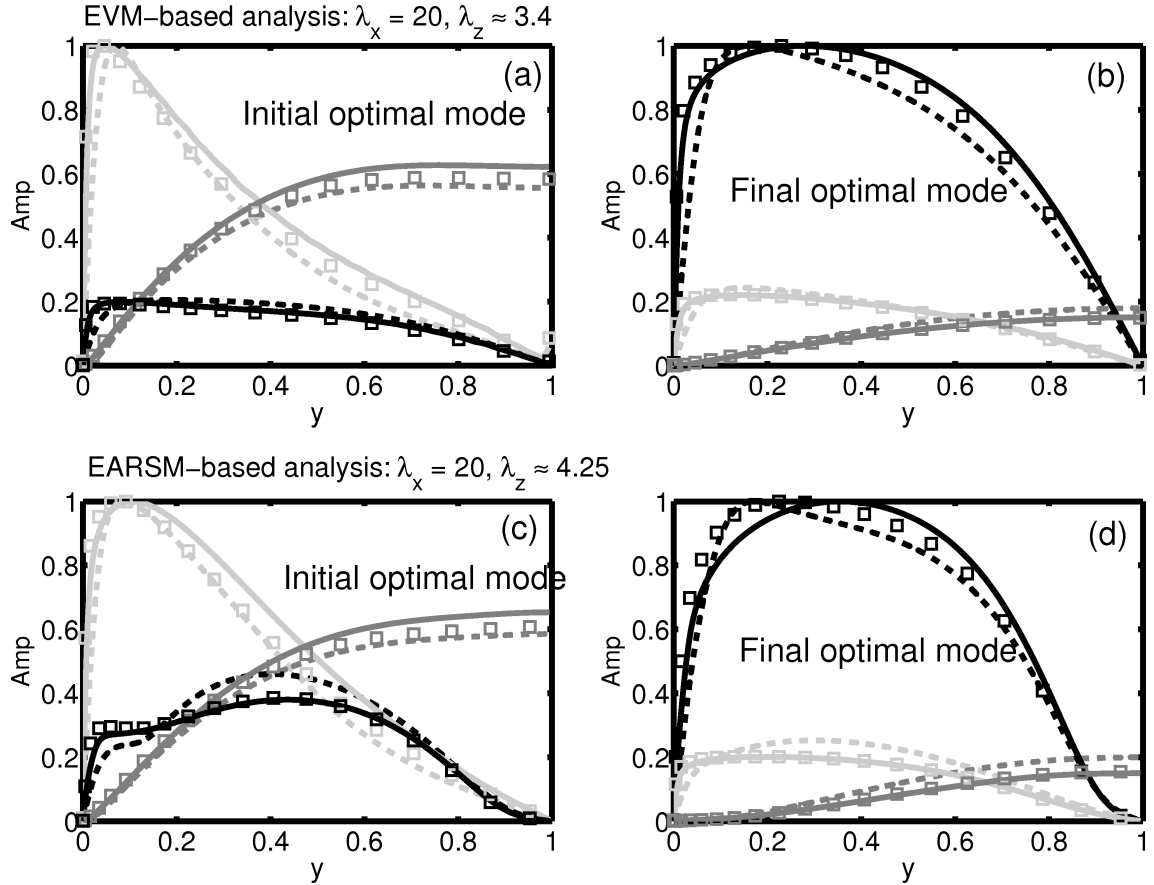 EVM−based analysis: λx = 20, λz ≈ 3.4
(a)
Initial optimal mode
Amp
1
0.8
0.6
0.4
0.2
0
0 0.2 0.4 0.6 0.8 1
y
(b)
Final optimal mode
Amp
1
0.8
0.6
0.4
0.2
0
0 0.2 0.4 0.6 0.8 1
y
EARSM−based analysis: λx = 20, λz ≈ 4.25
(c)
Initial optimal mode
Amp
1
0.8
0.6
0.4
0.2
0
0 0.2 0.4 0.6 0.8 1
y
(d)
Final optimal mode
Amp
1
0.8
0.6
0.4
0.2
0
0 0.2 0.4 0.6 0.8 1
y